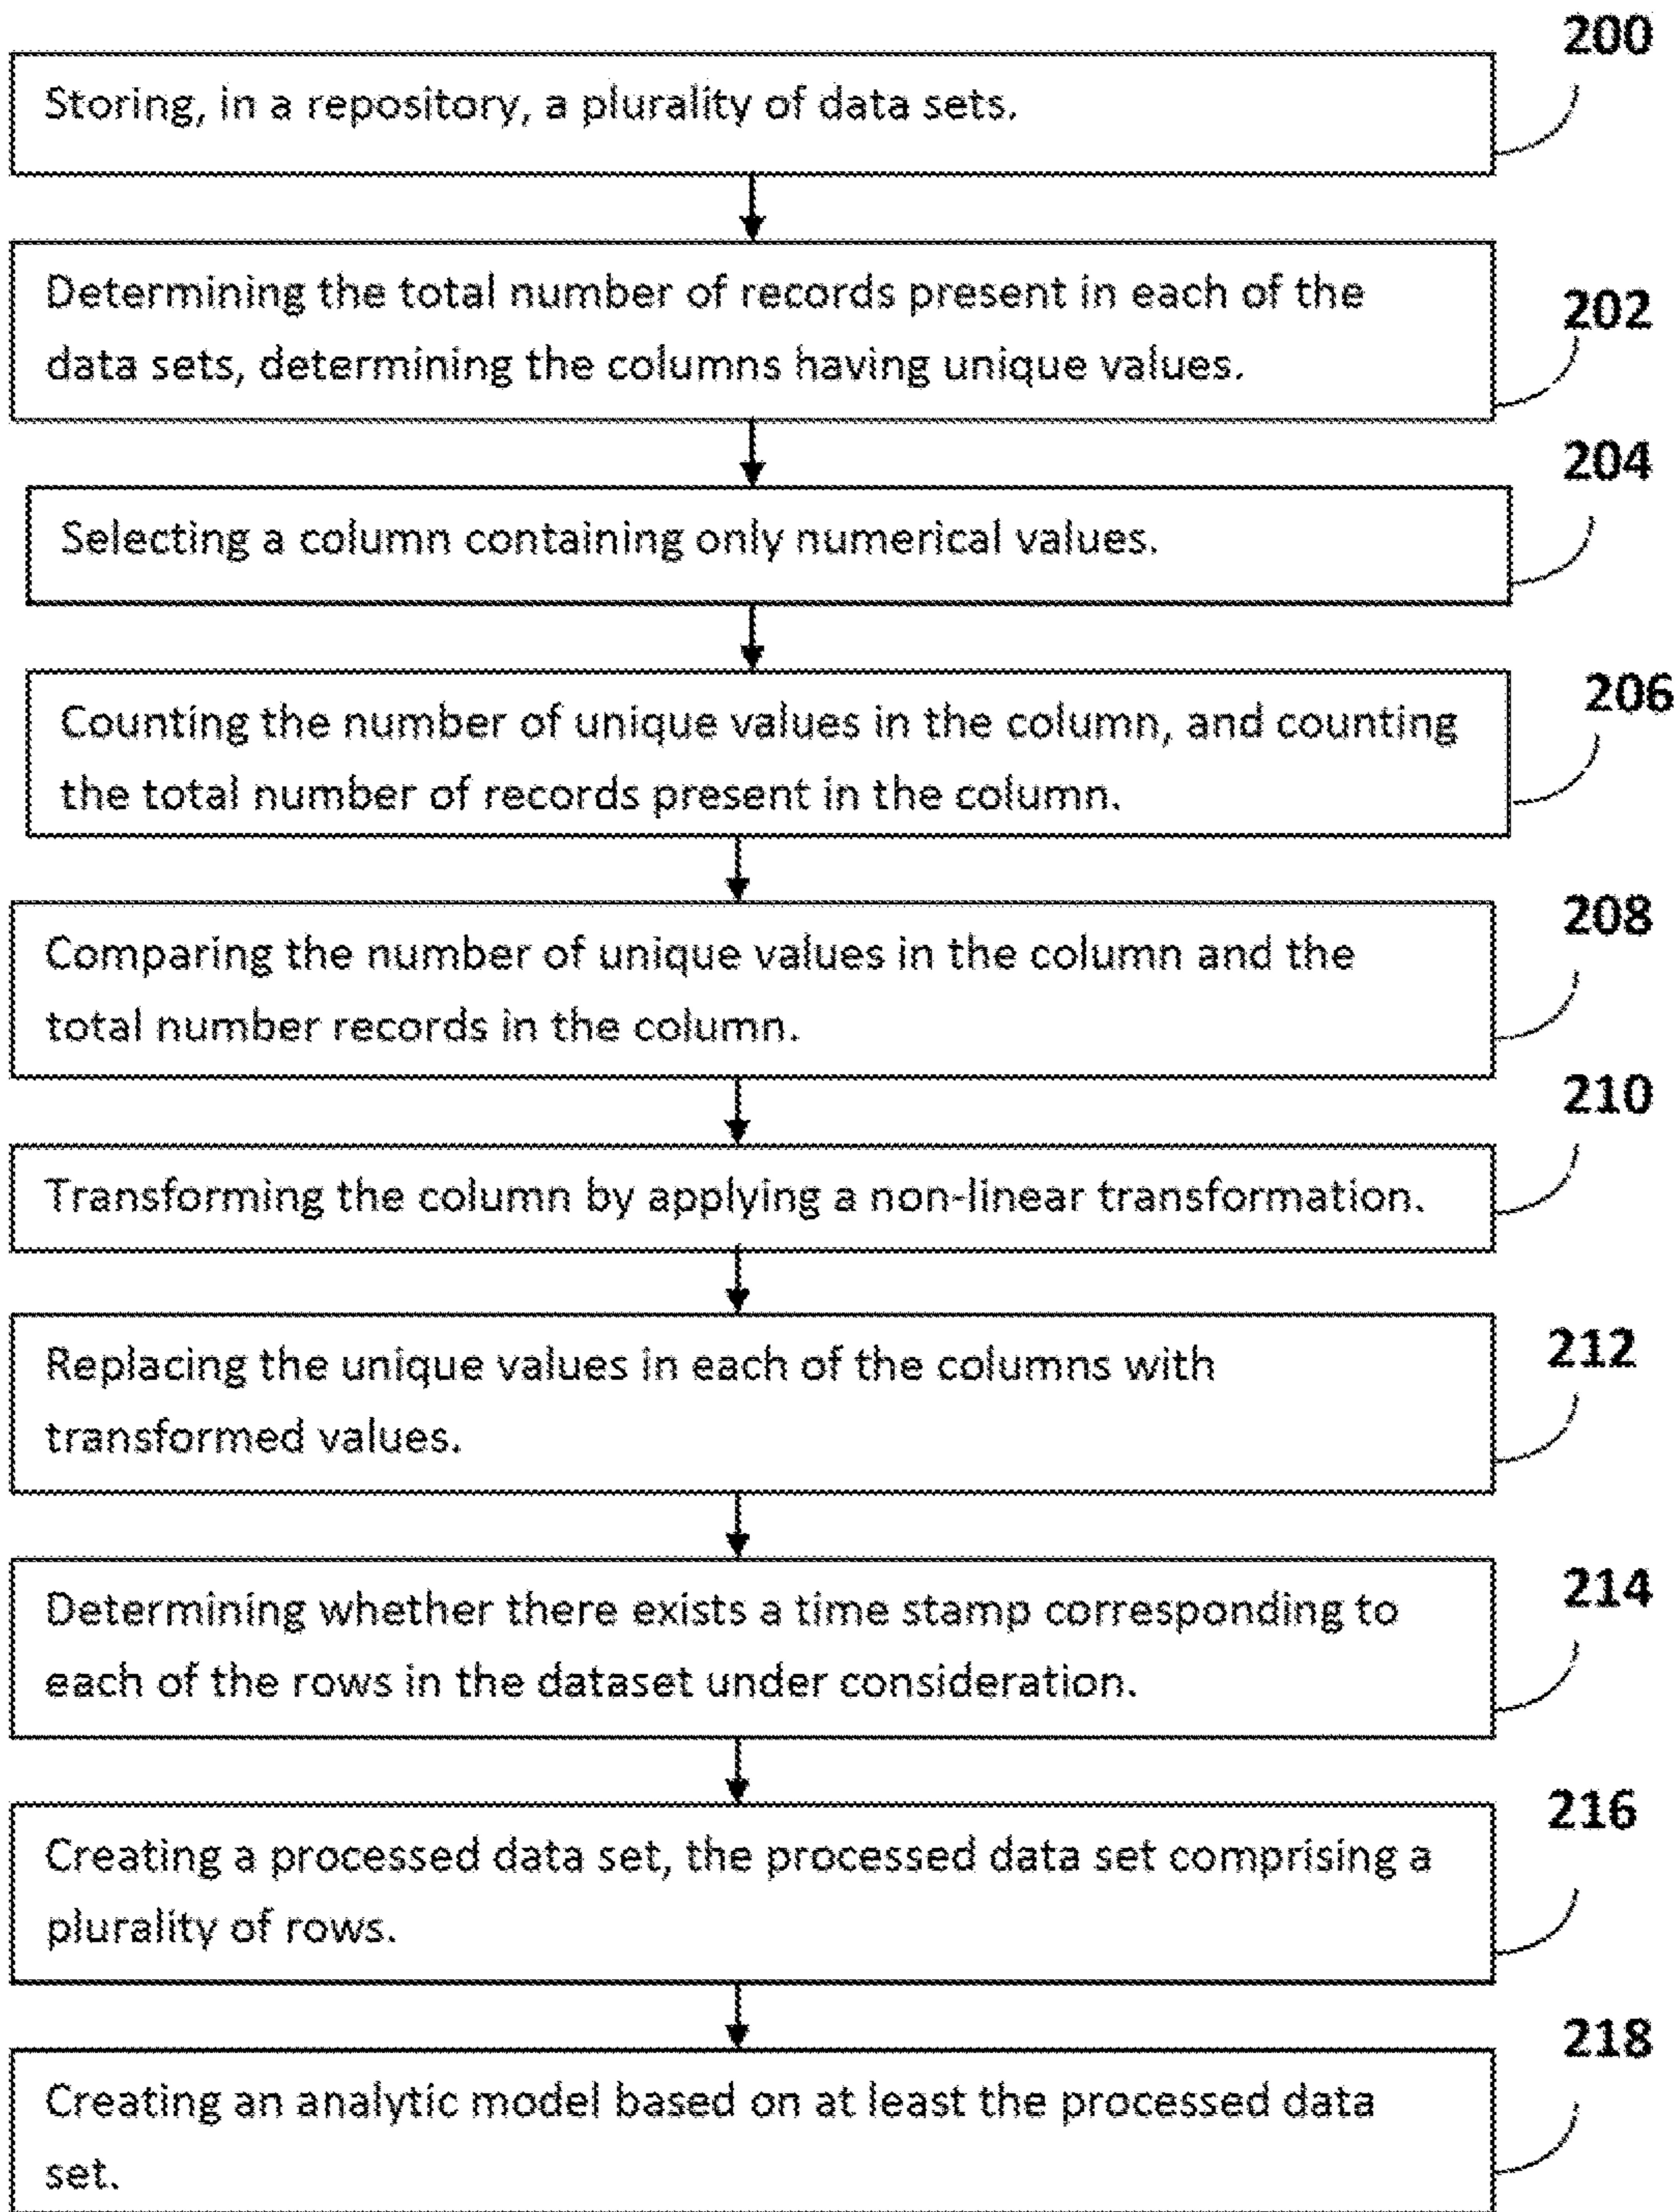 200
Storing, in a repository, a plurality of data sets.
Determining the total number of records present in each of the
202
data sets, determining the columns having unique values.
204
Selecting a column containing only numerical values.
206
Counting the number of unique values in the column, and counting
the total number of records present in the column.
208
Comparing the number of unique values in the column and the
total number records in the column.
210
Transforming the column by applying a non-linear transformation.
212
Replacing the unique values in each of the columns with
transformed values.
214
Determining whether there exists a time stamp corresponding to
each of the rows in the dataset under consideration.
216
Creating a processed data set, the processed data set comprising a
plurality of rows.
218
Creating an analytic model based on at least the processed data
set.